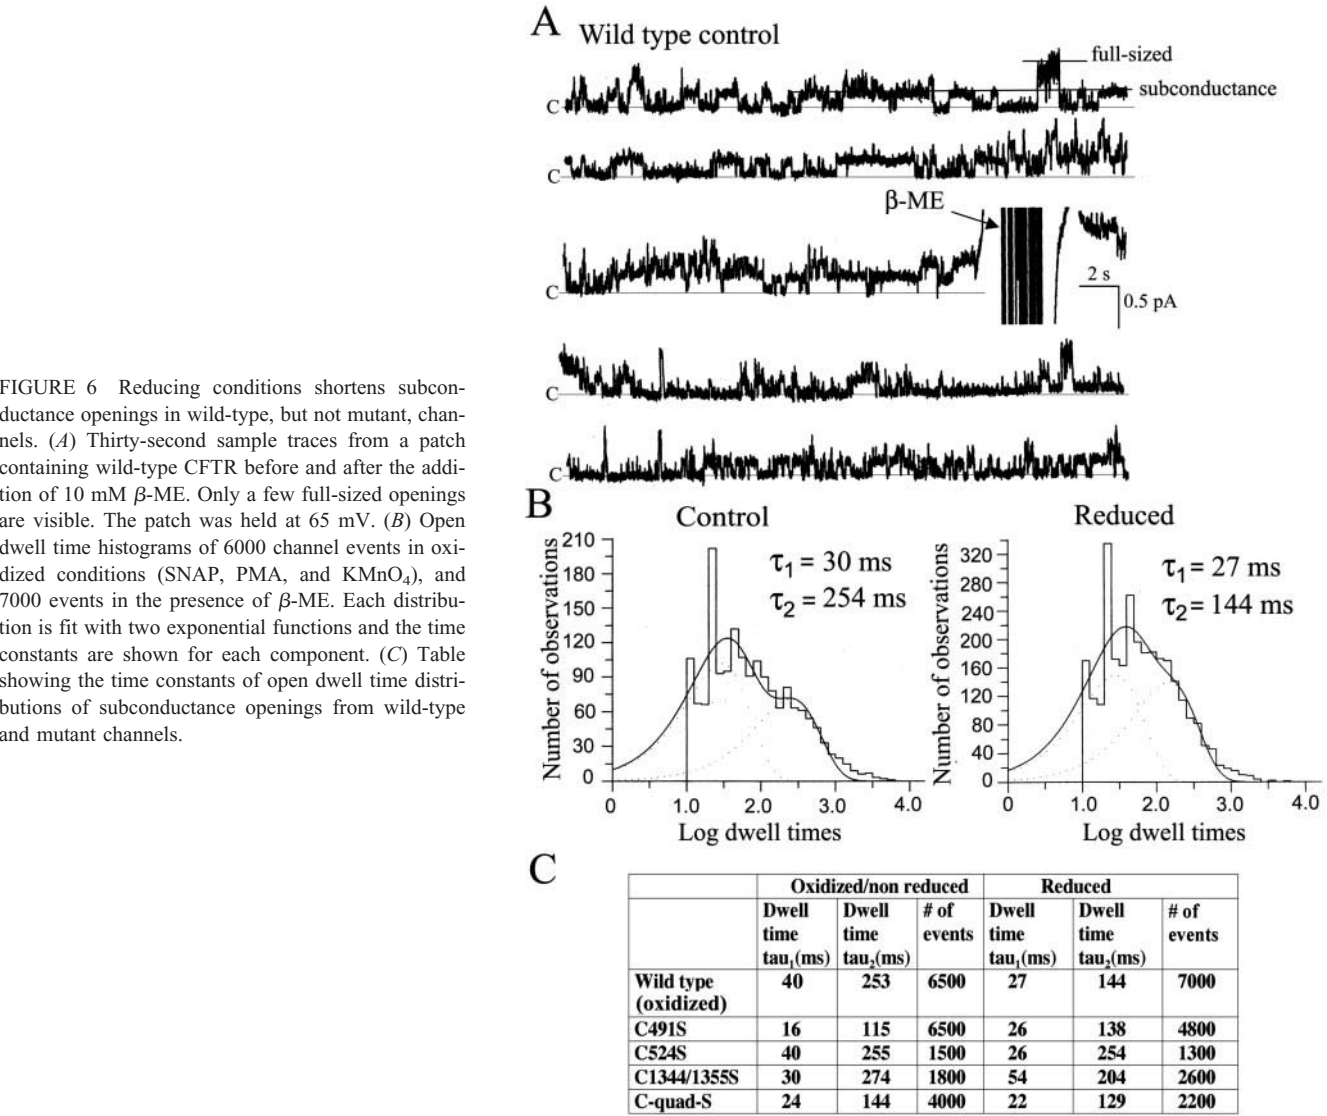 FIGURE 6 Reducing conditions shortens subcon-
ductance openings in wild-type, but not mutant, chan-
nels. (A) Thirty-second sample traces from a patch
containing wild-type CFTR before and after the addi-
tion of 10 mM β-ME. Only a few full-sized openings
are visible. The patch was held at 65 mV. (B) Open
dwell time histograms of 6000 channel events in oxi-
dized conditions (SNAP, PMA, and KMnO₄), and
7000 events in the presence of β-ME. Each distribu-
tion is fit with two exponential functions and the time
constants are shown for each component. (C) Table
showing the time constants of open dwell time distri-
butions of subconductance openings from wild-type
and mutant channels.
A Wild type control
full-sized
subconductance
C
C
β-ME
2 s
0.5 pA
C
C
C
B
Control
τ₁ = 30 ms
τ₂ = 254 ms
Number of observations
210
180
150
120
90
60
30
0
0 1.0 2.0 3.0 4.0
Log dwell times
Reduced
τ₁ = 27 ms
τ₂ = 144 ms
Number of observations
320
280
240
200
160
120
80
40
0
0 1.0 2.0 3.0 4.0
Log dwell times
C
Oxidized/non reduced Reduced
Dwell Dwell # of Dwell Dwell # of
time time events time time events
tau₁(ms) tau₂(ms) tau₁(ms) tau₂(ms)
Wild type 40 253 6500 27 144 7000
(oxidized)
C491S 16 115 6500 26 138 4800
C524S 40 255 1500 26 254 1300
C1344/1355S 30 274 1800 54 204 2600
C-quad-S 24 144 4000 22 129 2200